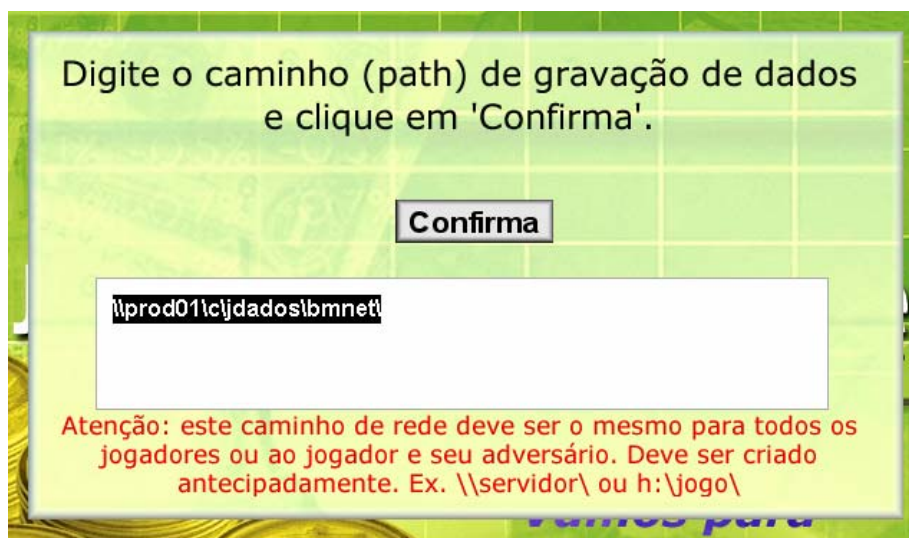 Digite o caminho (path) de gravação de dados
e clique em 'Confirma'.
Confirma
\\prod01\c\jdados\bmnet\
Atenção: este caminho de rede deve ser o mesmo para todos os
jogadores ou ao jogador e seu adversário. Deve ser criado
antecipadamente. Ex. \\servidor\ ou h:\jogo\
vamos para